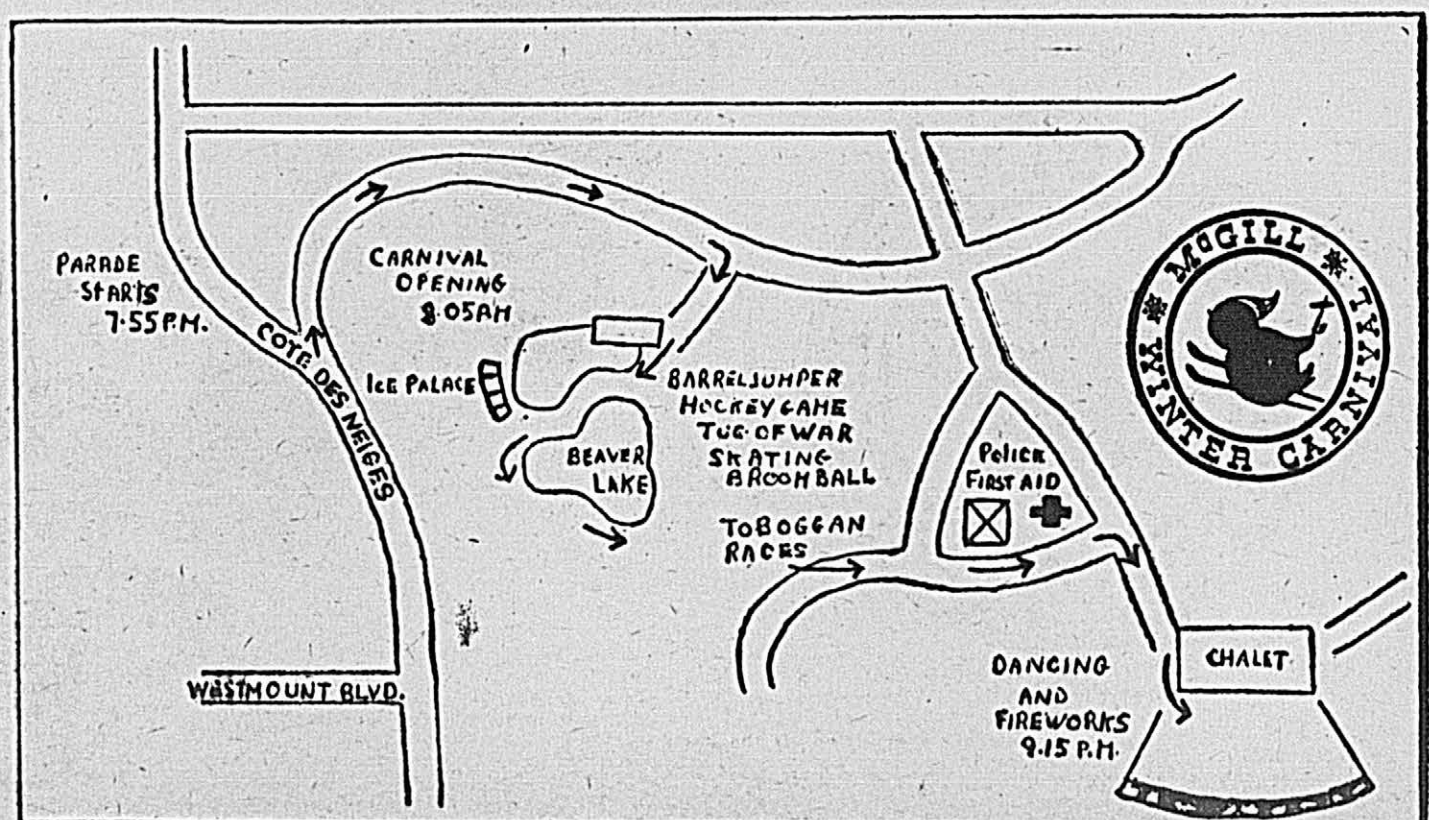 PARADE
STARTS
7.55 P.M.
COTE DES NEIGES
CARNIVAL
OPENING
8.05AM
ICE PALACE
BEAVER
LAKE
BARRELJUMPER
HOCKEY GAME
TUG·OF WAR
SKATING
BROOMBALL
TOBOGGAN
RACES
POLICE
FIRST AID
WESTMOUNT BLVD.
DANCING
AND
FIREWORKS
9.15 P.M.
CHALET
McGILL * WINTER CARNIVAL *